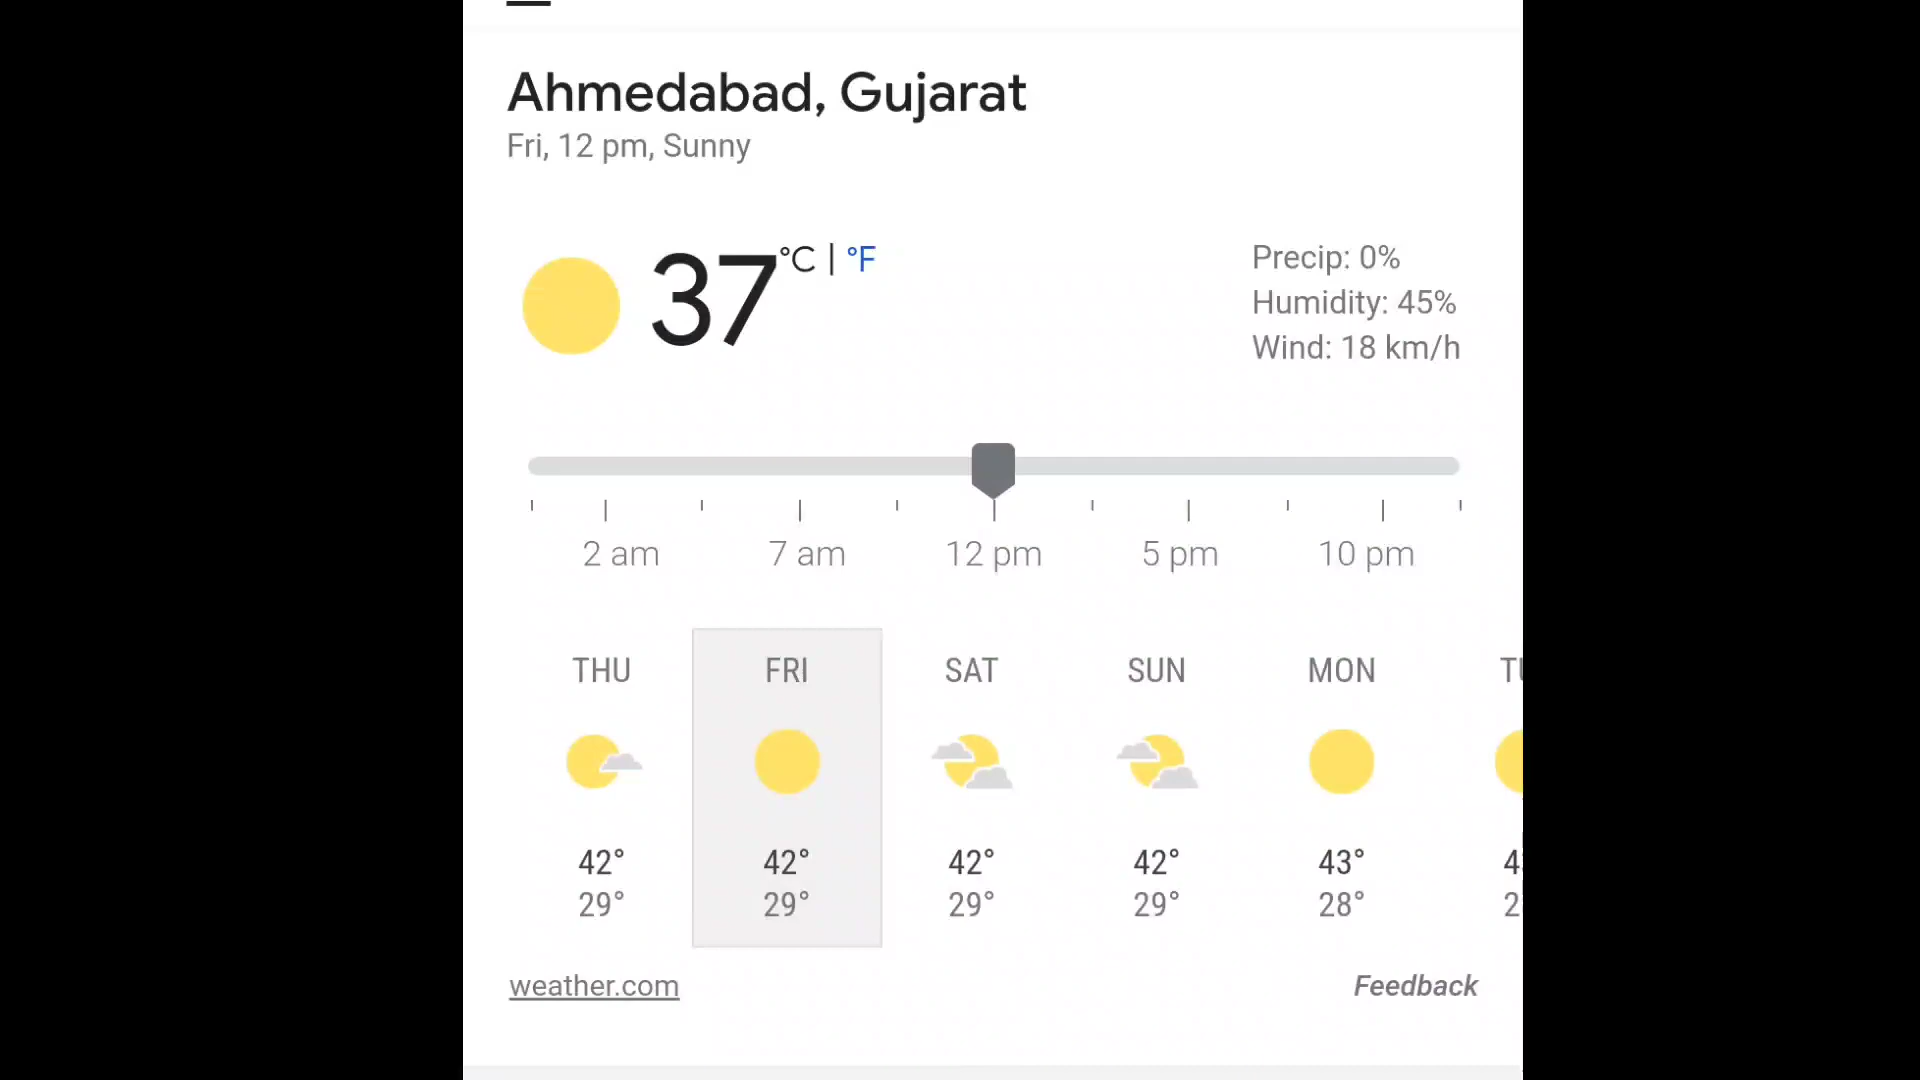 Ahmedabad, Gujarat
Fri, 12 pm, Sunny
37 °C | °F
Precip: 0%
Humidity: 45%
Wind: 18 km/h
2 am 7 am 12 pm 5 pm 10 pm
THU FRI SAT SUN MON
42° 42° 42° 42° 43°
29° 29° 29° 29° 28°
weather.com Feedback